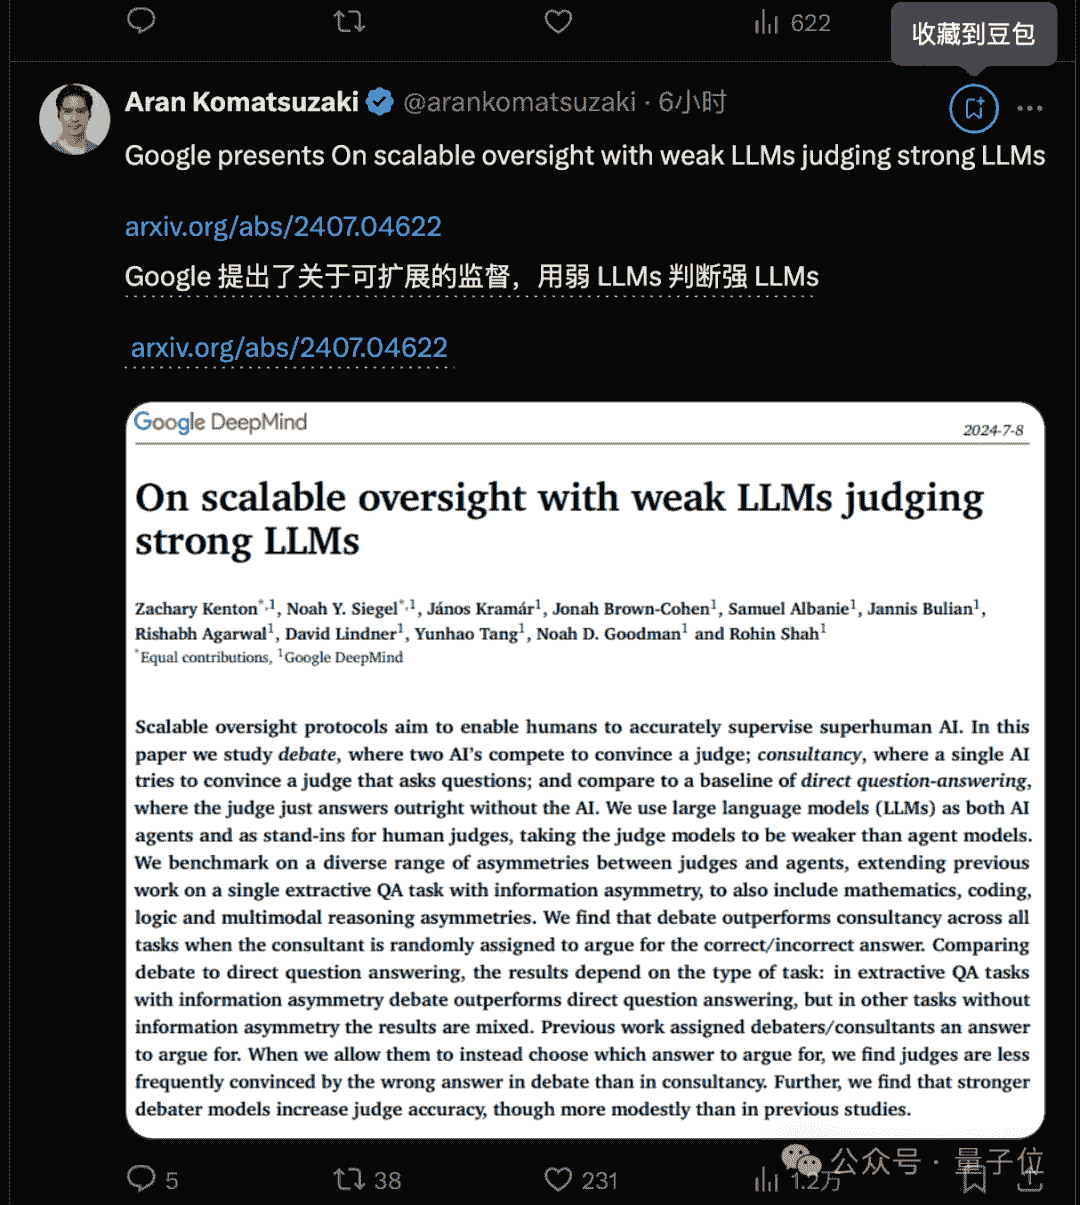 622
收藏到豆包
Aran Komatsuzaki @arankomatsuzaki · 6小时
Google presents On scalable oversight with weak LLMs judging strong LLMs
arxiv.org/abs/2407.04622
Google 提出了关于可扩展的监督，用弱 LLMs 判断强 LLMs
arxiv.org/abs/2407.04622
Google DeepMind
2024-7-8
On scalable oversight with weak LLMs judging
strong LLMs
Zachary Kenton*,1, Noah Y. Siegel*,1, János Kramár1, Jonah Brown-Cohen1, Samuel Albanie1, Jannis Bulian1,
Rishabh Agarwal1, David Lindner1, Yunhao Tang1, Noah D. Goodman1 and Rohin Shah1
*Equal contributions, 1Google DeepMind
Scalable oversight protocols aim to enable humans to accurately supervise superhuman AI. In this
paper we study debate, where two AI's compete to convince a judge; consultancy, where a single AI
tries to convince a judge that asks questions; and compare to a baseline of direct question-answering,
where the judge just answers outright without the AI. We use large language models (LLMs) as both AI
agents and as stand-ins for human judges, taking the judge models to be weaker than agent models.
We benchmark on a diverse range of asymmetries between judges and agents, extending previous
work on a single extractive QA task with information asymmetry, to also include mathematics, coding,
logic and multimodal reasoning asymmetries. We find that debate outperforms consultancy across all
tasks when the consultant is randomly assigned to argue for the correct/incorrect answer. Comparing
debate to direct question answering, the results depend on the type of task: in extractive QA tasks
with information asymmetry debate outperforms direct question answering, but in other tasks without
information asymmetry the results are mixed. Previous work assigned debaters/consultants an answer
to argue for. When we allow them to instead choose which answer to argue for, we find judges are less
frequently convinced by the wrong answer in debate than in consultancy. Further, we find that stronger
debater models increase judge accuracy, though more modestly than in previous studies.
公众号 · 量子位
5 38 231 1.2万